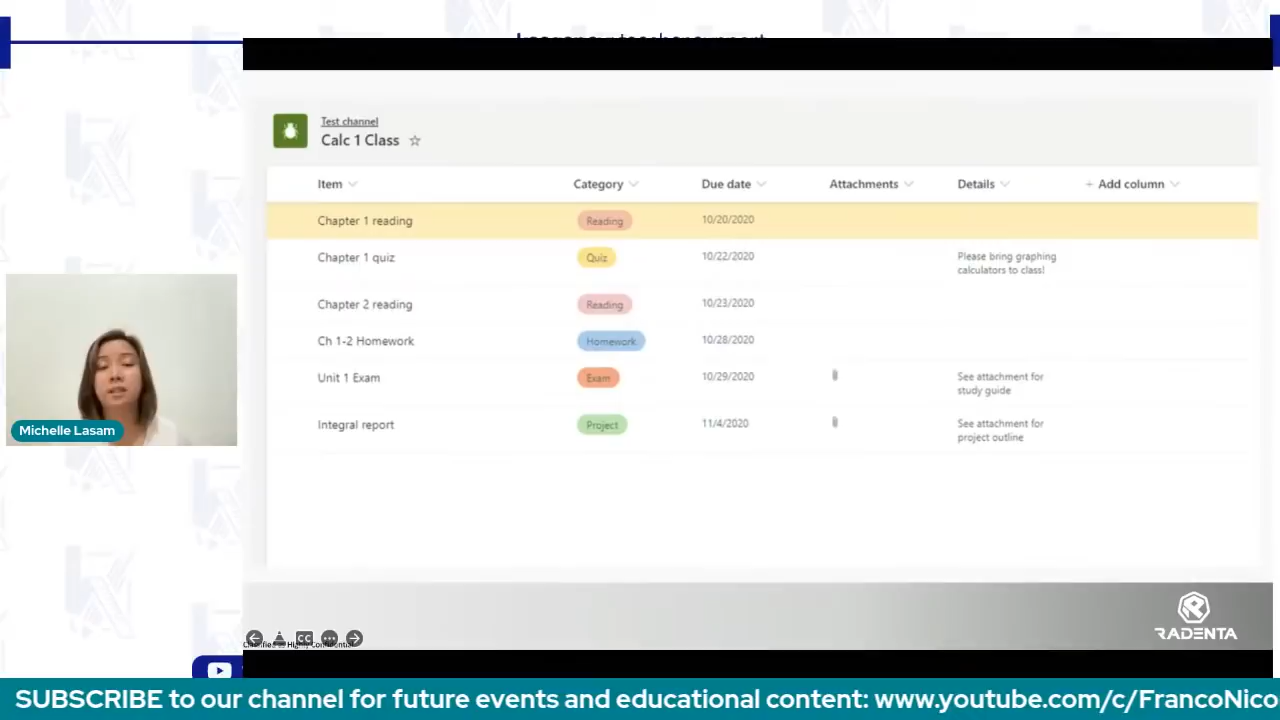 Test channel
Calc 1 Class
Item Category Due date Attachments Details + Add column
Chapter 1 reading Reading 10/20/2020
Chapter 1 quiz Quiz 10/22/2020 Please bring graphing
calculators to class!
Chapter 2 reading Reading 10/23/2020
Ch 1-2 Homework Homework 10/28/2020
Unit 1 Exam Exam 10/29/2020 See attachment for
study guide
Integral report Project 11/4/2020 See attachment for
project outline
Michelle Lasam
RADENTA
CC
SUBSCRIBE to our channel for future events and educational content: www.youtube.com/c/FrancoNico